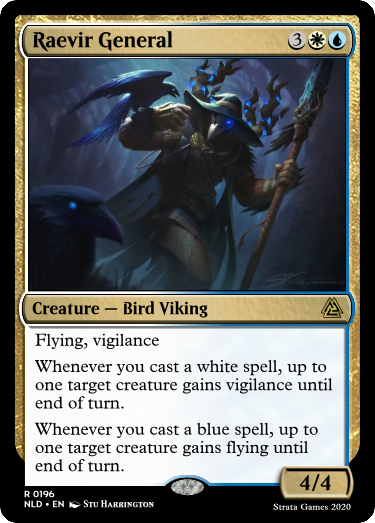 Raevir General 3
Creature — Bird Viking
Flying, vigilance
Whenever you cast a white spell, up to
one target creature gains vigilance until
end of turn.
Whenever you cast a blue spell, up to
one target creature gains flying until
end of turn.
4/4
R 0196
NLD • EN Stu Harrington
Strata Games 2020